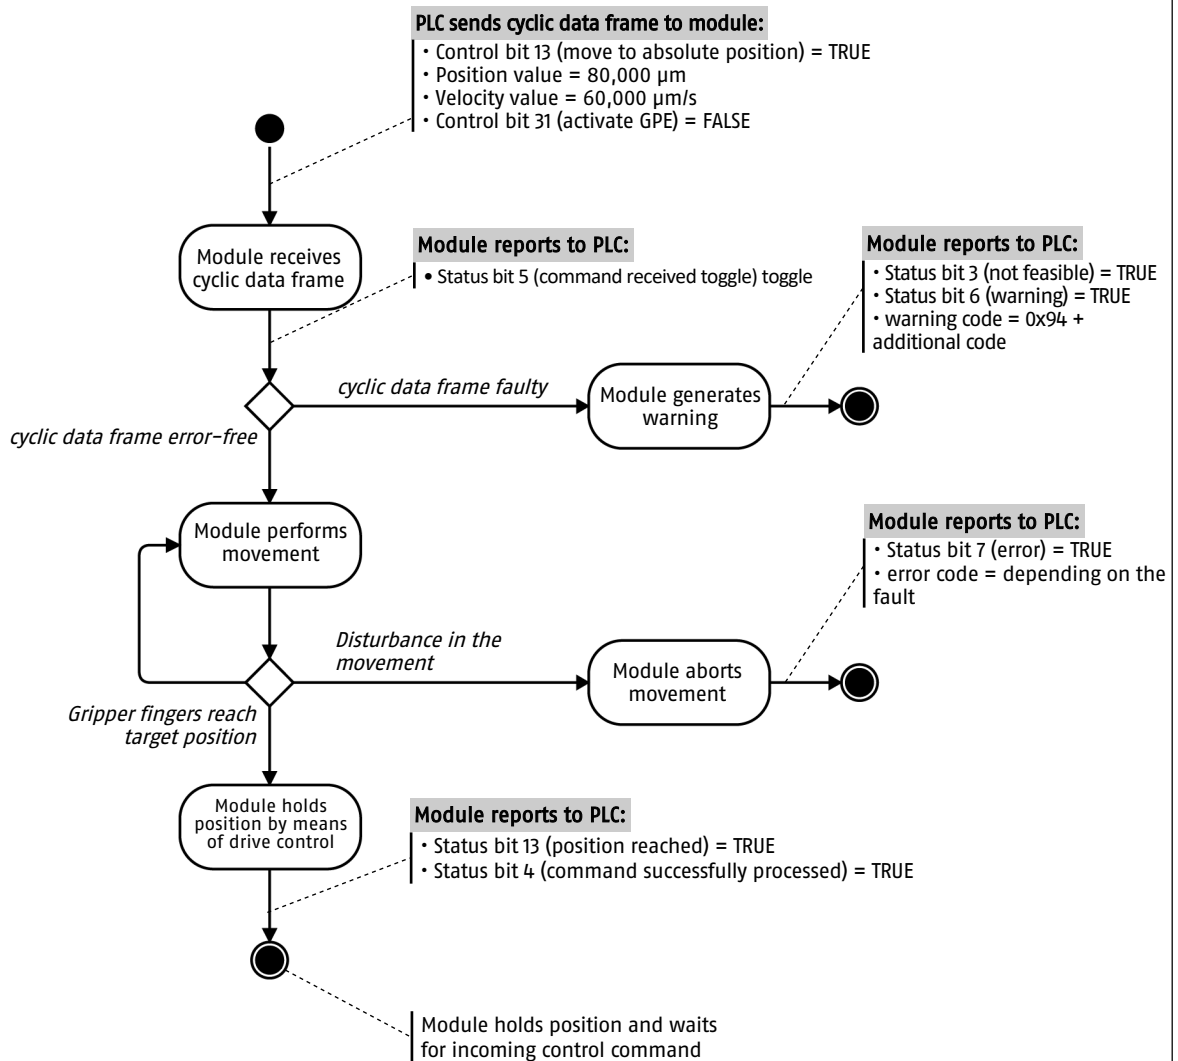 PLC sends cyclic data frame to module:
· Control bit 13 (move to absolute position) = TRUE
· Position value = 80,000 µm
· Velocity value = 60,000 µm/s
· Control bit 31 (activate GPE) = FALSE
Module receives
cyclic data frame
Module reports to PLC:
• Status bit 5 (command received toggle) toggle
Module reports to PLC:
· Status bit 3 (not feasible) = TRUE
· Status bit 6 (warning) = TRUE
· warning code = 0x94 +
additional code
cyclic data frame faulty
Module generates
warning
cyclic data frame error-free
Module performs
movement
Module reports to PLC:
· Status bit 7 (error) = TRUE
· error code = depending on the
fault
Disturbance in the
movement
Module aborts
movement
Gripper fingers reach
target position
Module holds
position by means
of drive control
Module reports to PLC:
· Status bit 13 (position reached) = TRUE
· Status bit 4 (command successfully processed) = TRUE
Module holds position and waits
for incoming control command